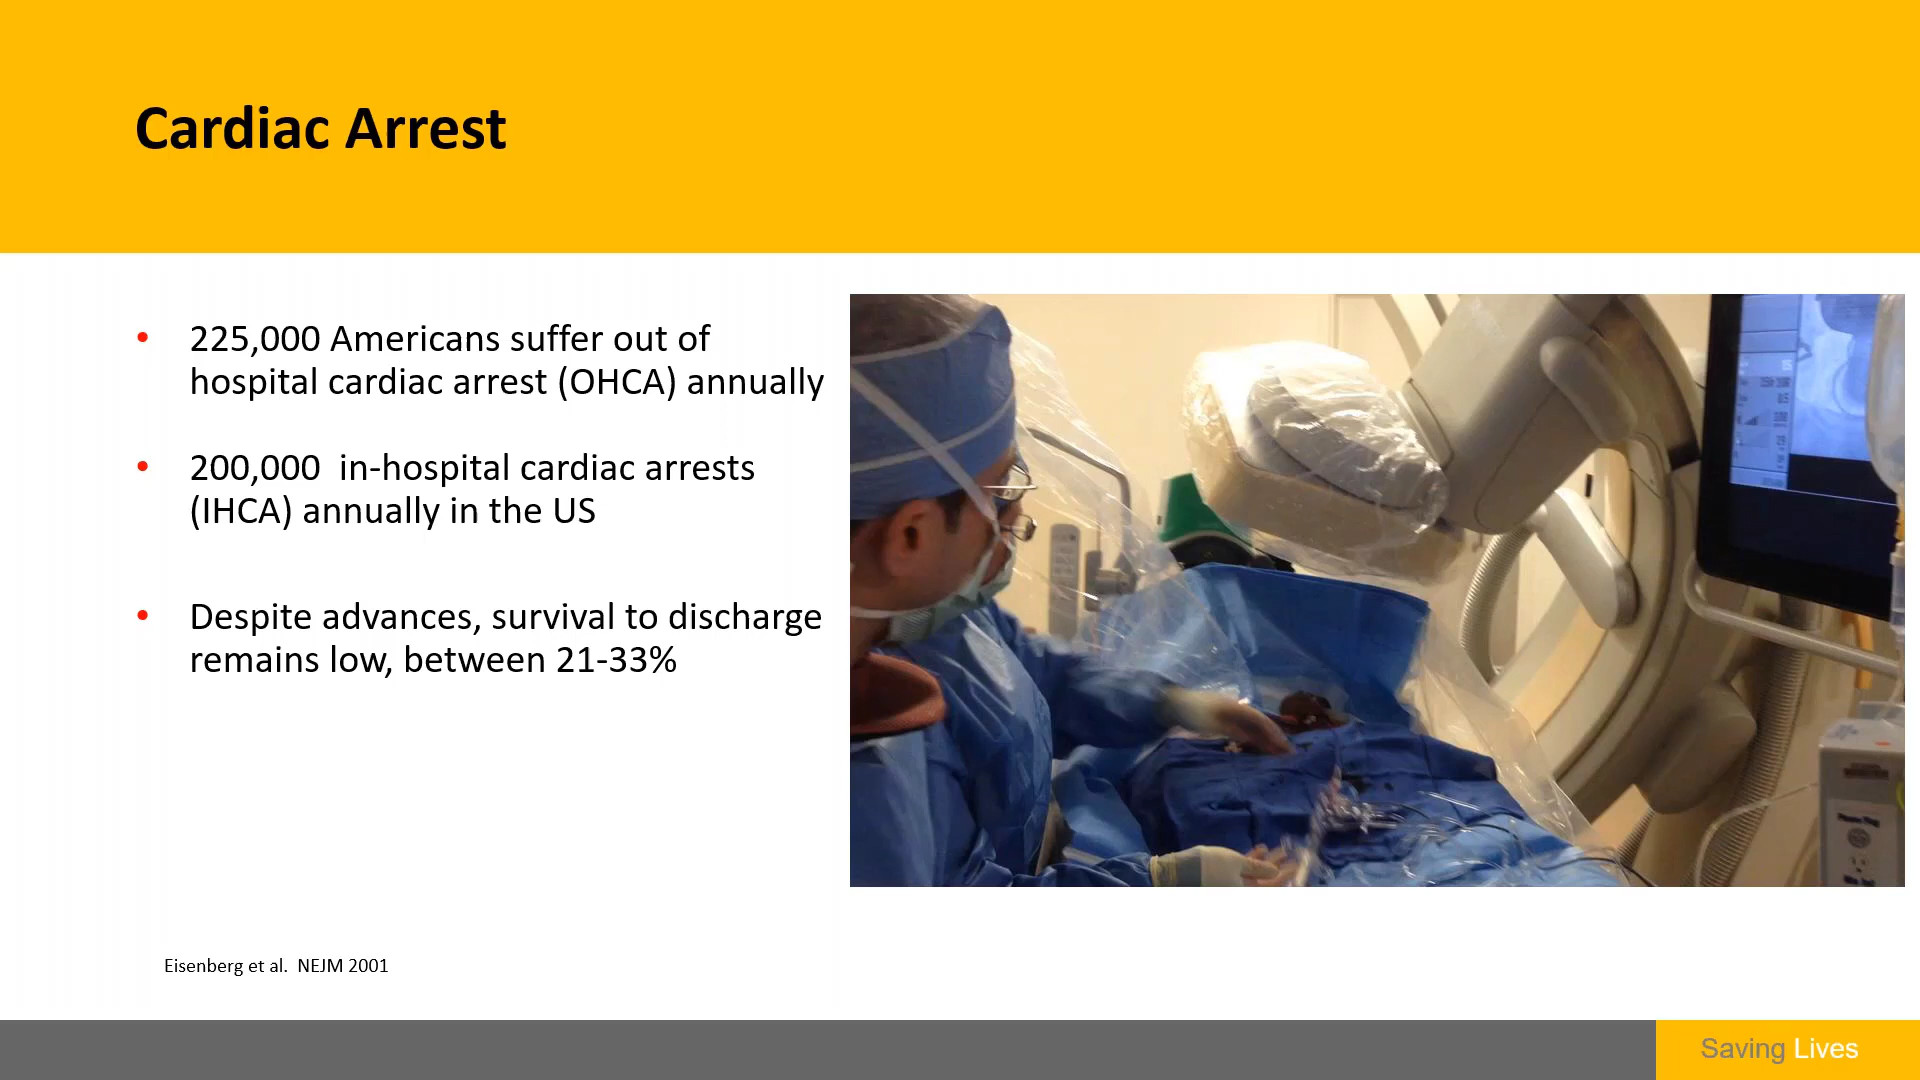 Cardiac Arrest
• 225,000 Americans suffer out of
hospital cardiac arrest (OHCA) annually
• 200,000  in-hospital cardiac arrests
(IHCA) annually in the US
• Despite advances, survival to discharge
remains low, between 21-33%
Eisenberg et al.  NEJM 2001
Saving Lives